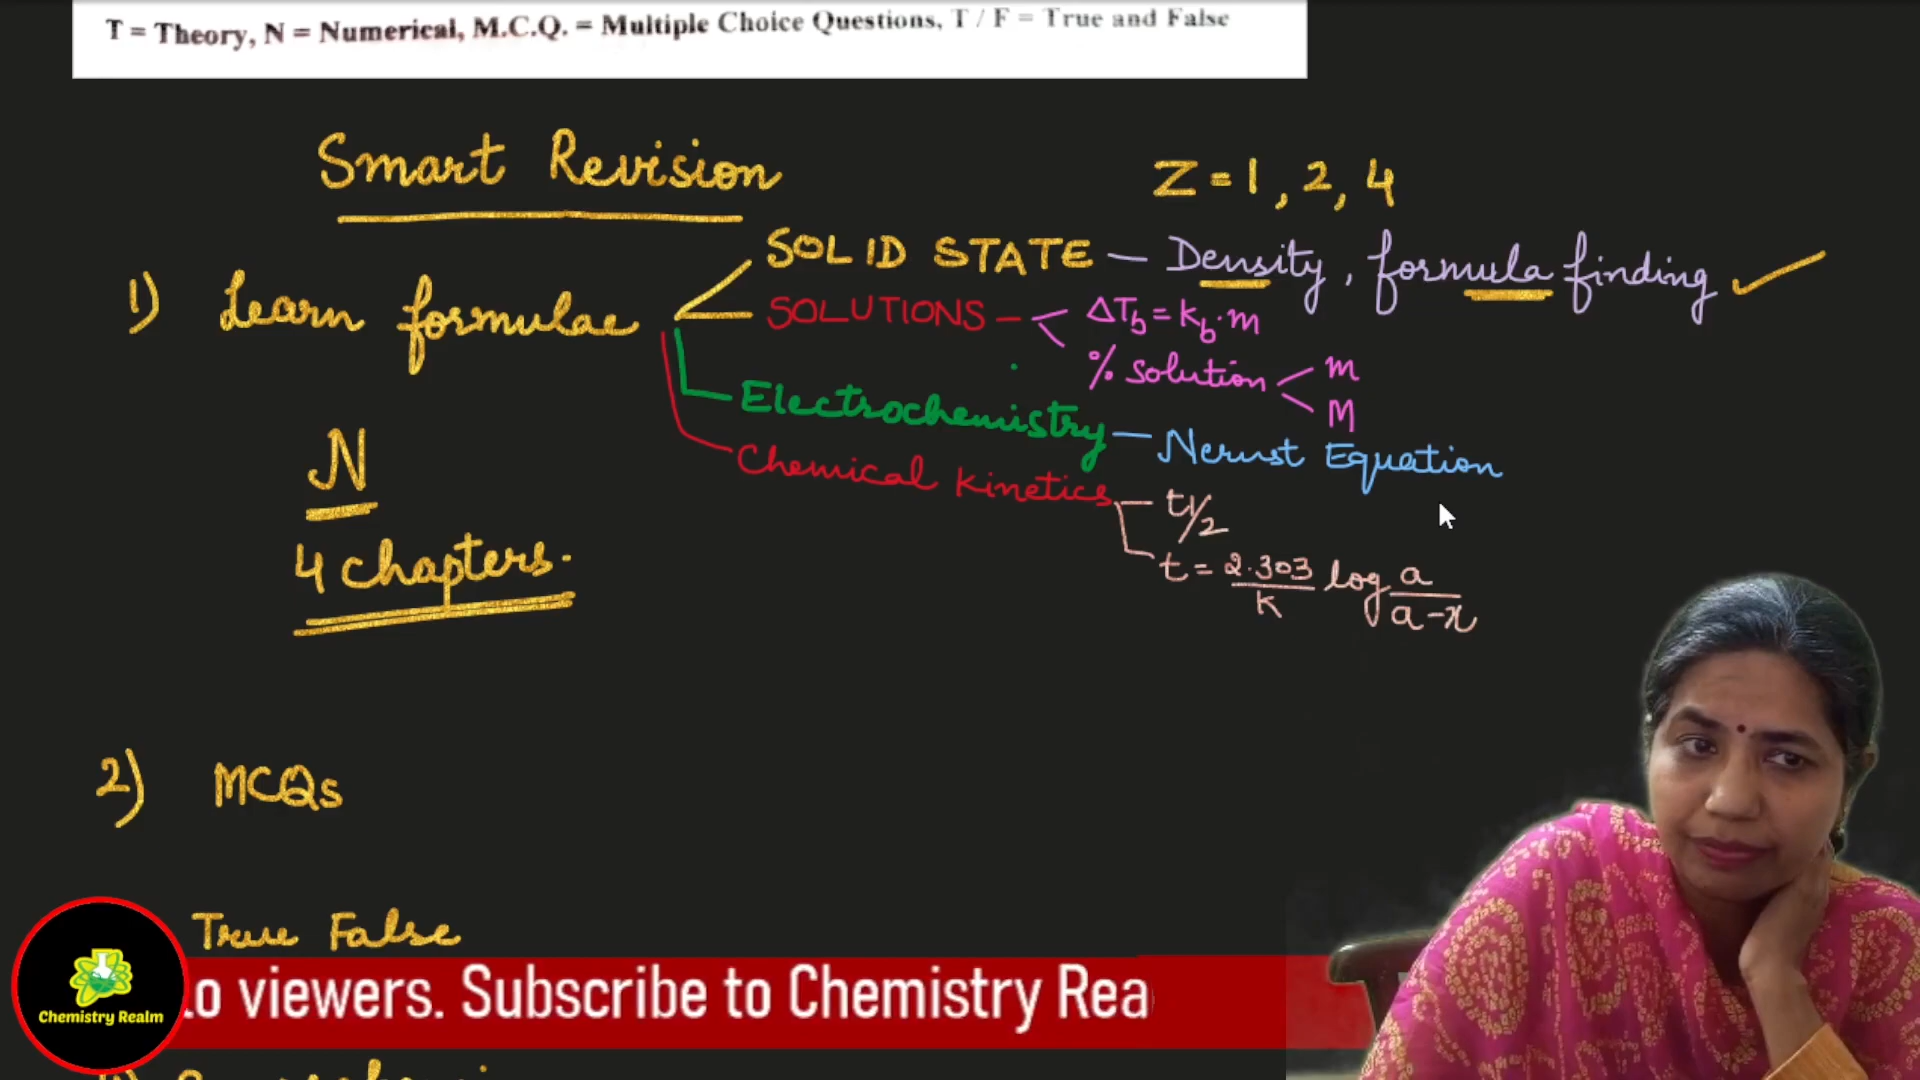 T = Theory, N = Numerical, M.C.Q. = Multiple Choice Questions, T / F = True and False
Smart Revision
Z = 1, 2, 4
1) Learn formulae
SOLID STATE — Density, formula finding ✓
SOLUTIONS — ΔTb = kb·m
% Solution < m
M
Electrochemistry — Nernst Equation
Chemical Kinetics — t1/2
t = 2.303/K log a/a-x
N
4 chapters.
2) MCQs
True False
to viewers. Subscribe to Chemistry Rea
Chemistry Realm